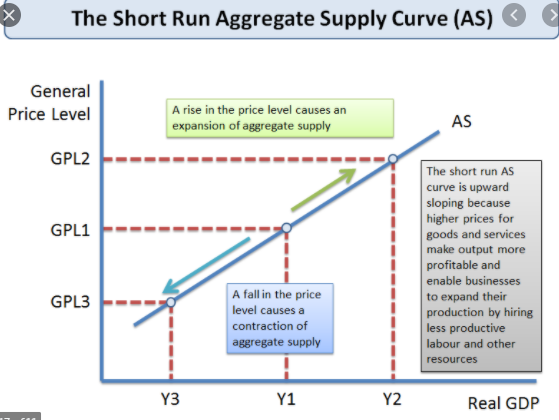 The Short Run Aggregate Supply Curve (AS)
General
Price Level
A rise in the price level causes an
expansion of aggregate supply
AS
GPL2
The short run AS
curve is upward
sloping because
higher prices for
goods and services
make output more
profitable and
enable businesses
to expand their
production by hiring
less productive
labour and other
resources
GPL1
GPL3
A fall in the price
level causes a
contraction of
aggregate supply
Y3
Y1
Y2
Real GDP